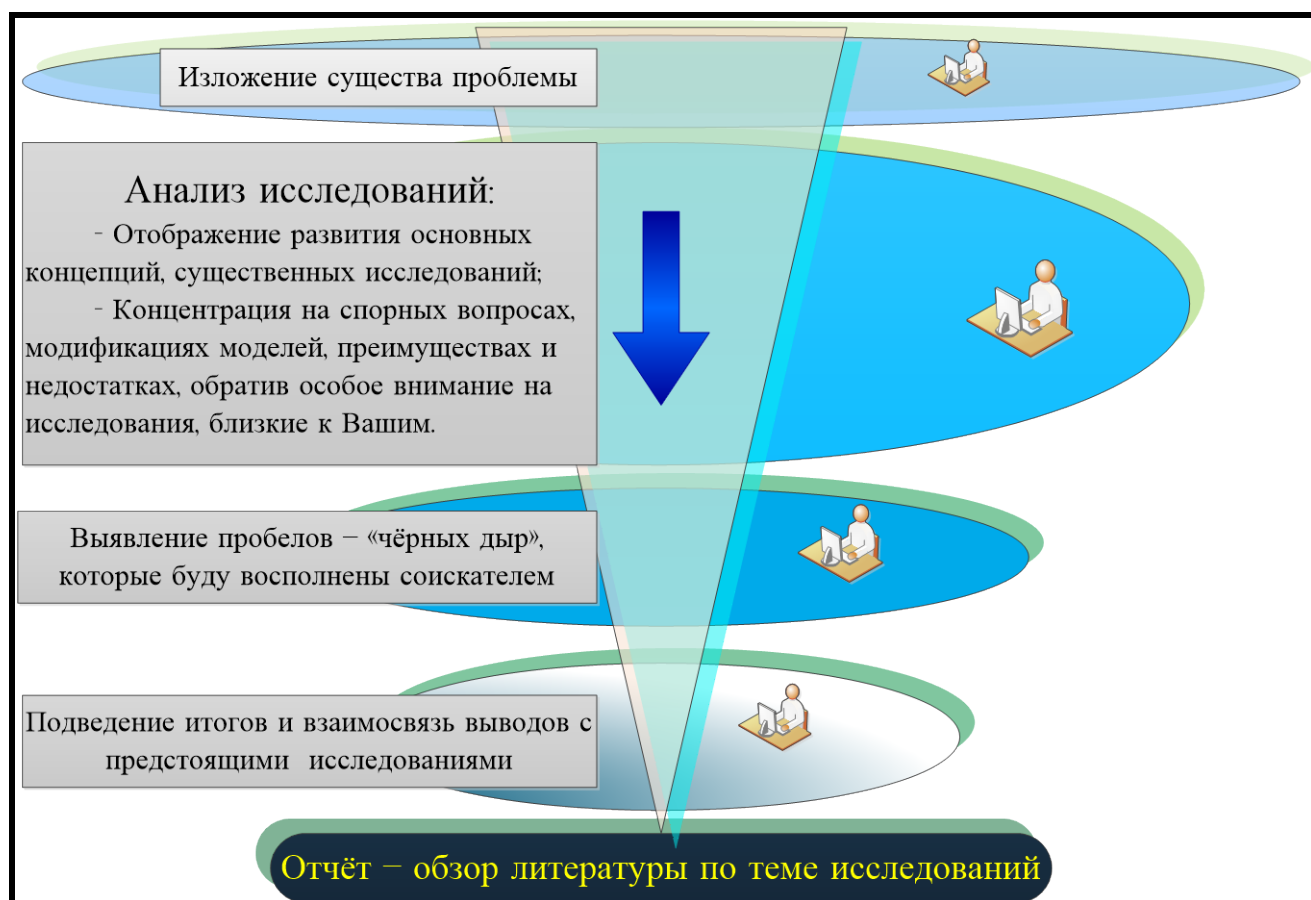 Изложение существа проблемы
Анализ исследований:
- Отображение развития основных
концепций, существенных исследований;
- Концентрация на спорных вопросах,
модификациях моделей, преимуществах и
недостатках, обратив особое внимание на
исследования, близкие к Вашим.
Выявление пробелов – «чёрных дыр»,
которые буду восполнены соискателем
Подведение итогов и взаимосвязь выводов с
предстоящими исследованиями
Отчёт – обзор литературы по теме исследований